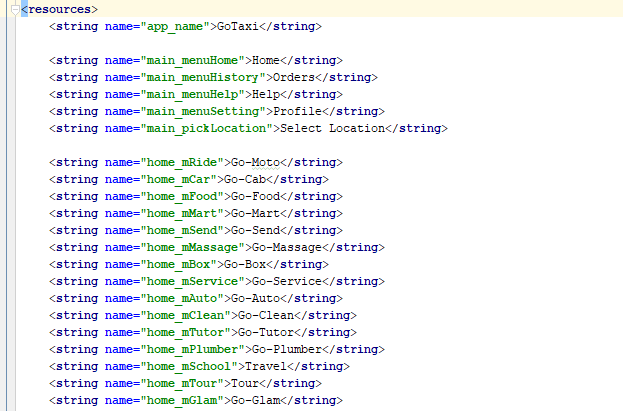 <resources>
<string name="app_name">GoTaxi</string>
<string name="main_menuHome">Home</string>
<string name="main_menuHistory">Orders</string>
<string name="main_menuHelp">Help</string>
<string name="main_menuSetting">Profile</string>
<string name="main_pickLocation">Select Location</string>
<string name="home_mRide">Go-Moto</string>
<string name="home_mCar">Go-Cab</string>
<string name="home_mFood">Go-Food</string>
<string name="home_mMart">Go-Mart</string>
<string name="home_mSend">Go-Send</string>
<string name="home_mMassage">Go-Massage</string>
<string name="home_mBox">Go-Box</string>
<string name="home_mService">Go-Service</string>
<string name="home_mAuto">Go-Auto</string>
<string name="home_mClean">Go-Clean</string>
<string name="home_mTutor">Go-Tutor</string>
<string name="home_mPlumber">Go-Plumber</string>
<string name="home_mSchool">Travel</string>
<string name="home_mTour">Tour</string>
<string name="home_mGlam">Go-Glam</string>